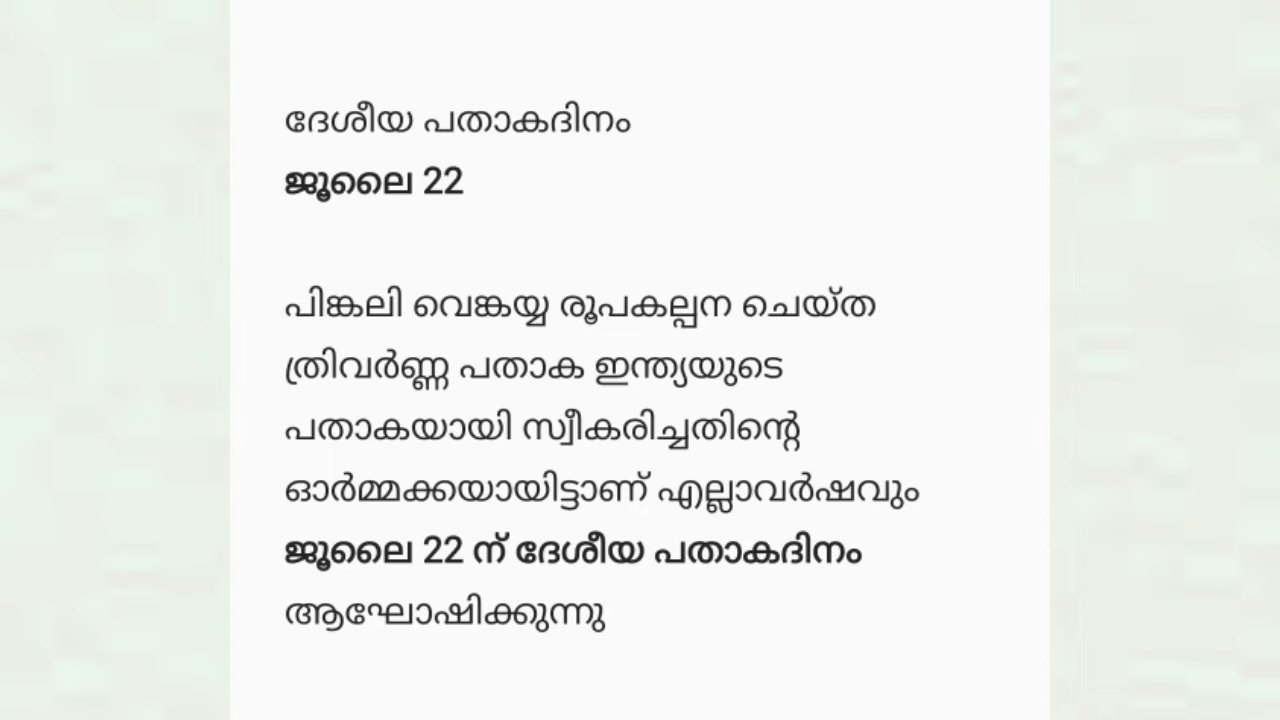 ദേശീയ പതാകദിനം
ജൂലൈ 22
പിങ്കലി വെങ്കയ്യ രൂപകല്പന ചെയ്ത
ത്രിവർണ്ണ പതാക ഇന്ത്യയുടെ
പതാകയായി സ്വീകരിച്ചതിന്റെ
ഓർമ്മക്കയായിട്ടാണ് എല്ലാവർഷവും
ജൂലൈ 22 ന് ദേശീയ പതാകദിനം
ആഘോഷിക്കുന്നു